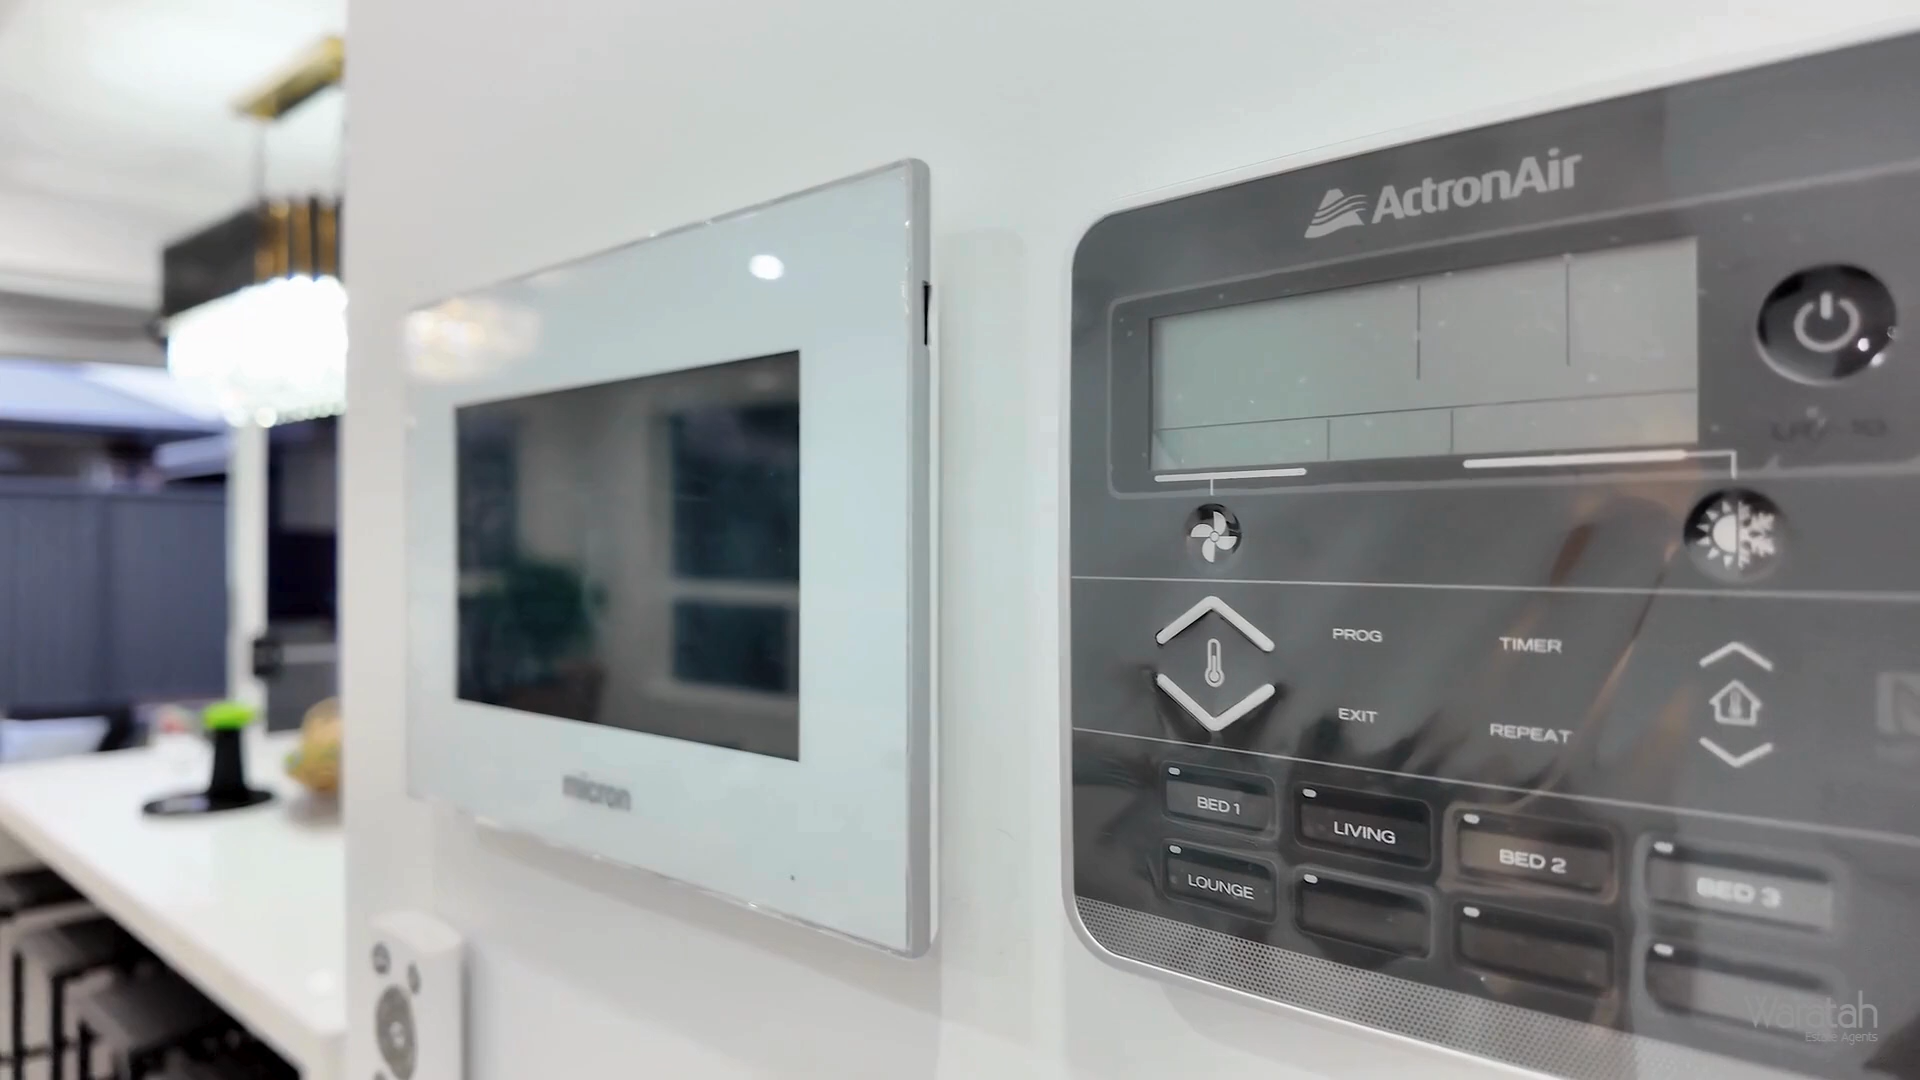 ActronAir
PROG
TIMER
EXIT
REPEAT
BED 1
LIVING
BED 2
BED 3
LOUNGE
micron
Waratah
Estate Agents